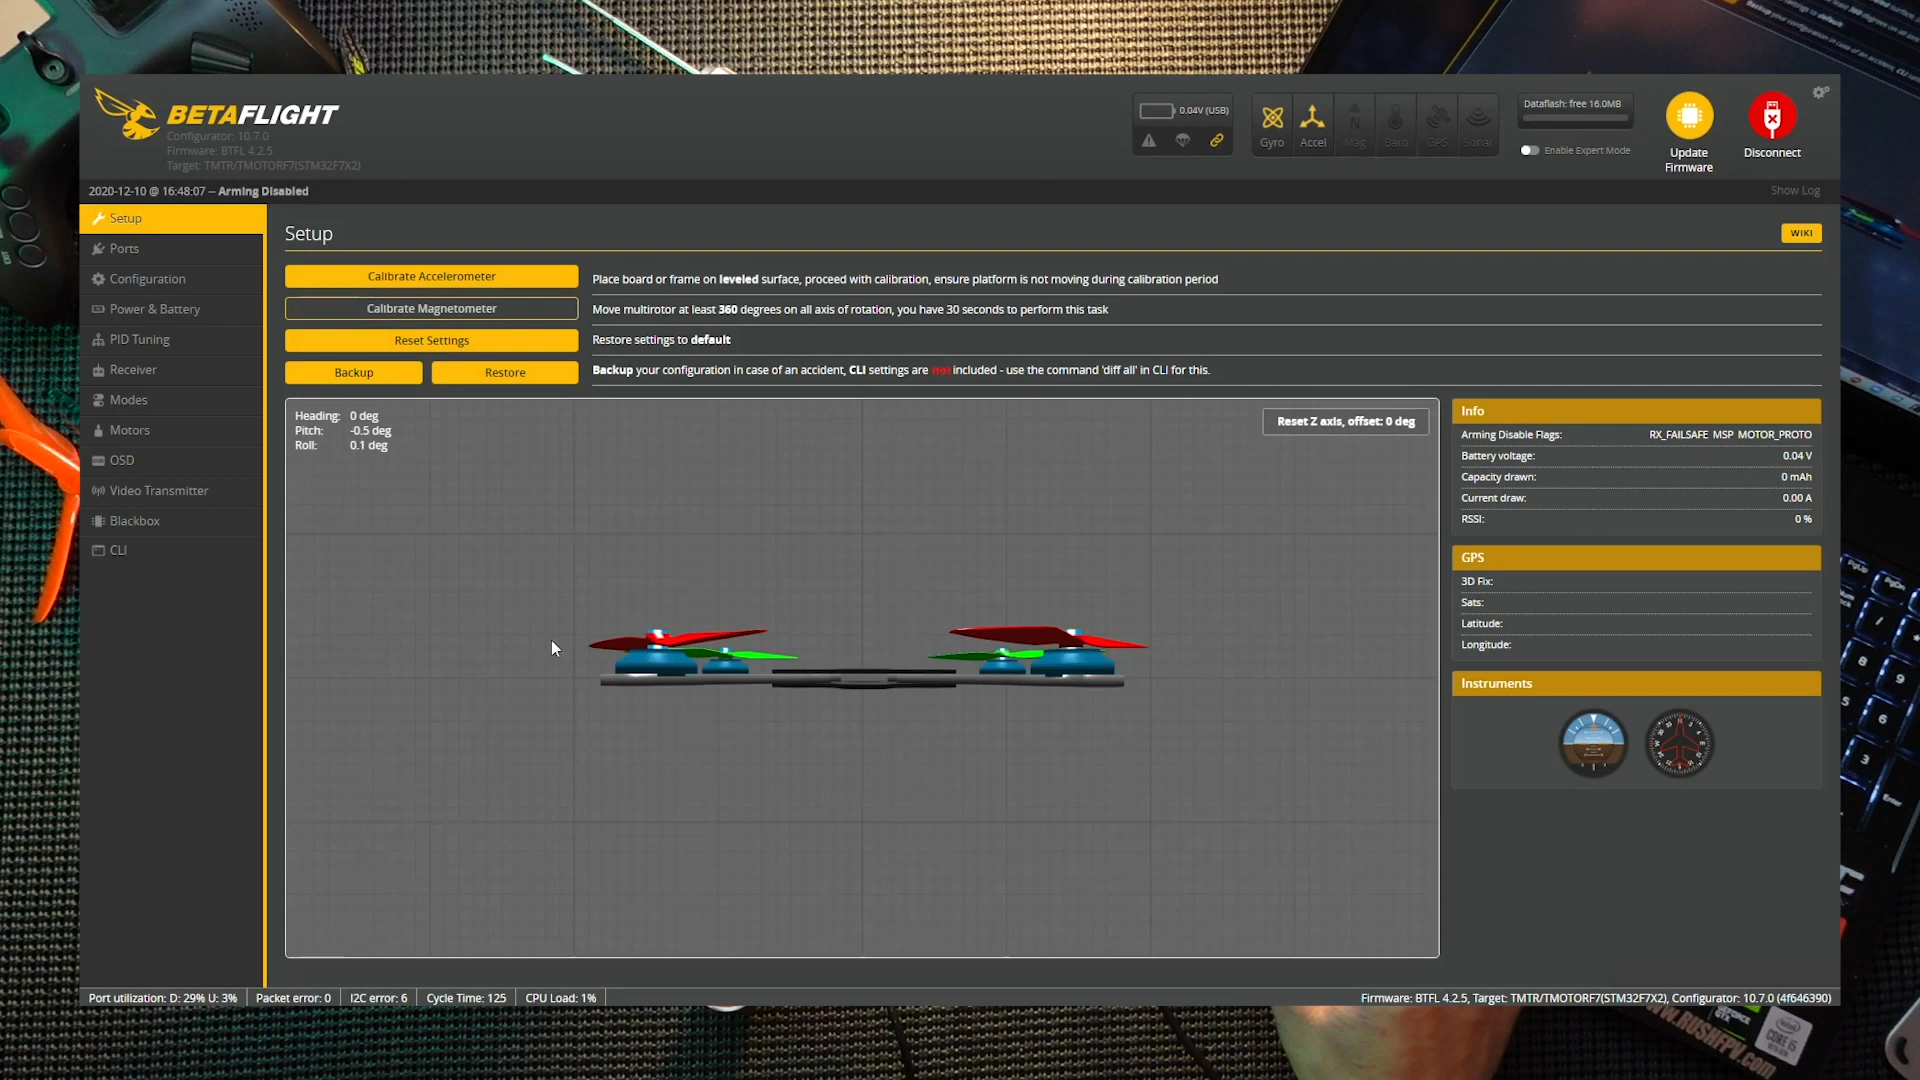 BETAFLIGHT
Configurator: 10.7.0
Firmware: BTFL 4.2.5
Target: TMTR/TMOTORF7(STM32F7X2)
0.04V (USB)
Gyro
Accel
Mag
Baro
GPS
Sonar
Dataflash: free 16.0MB
Enable Expert Mode
Update
Firmware
Disconnect
2020-12-10 @ 16:48:07 -- Arming Disabled
Show Log
Setup
Ports
Configuration
Power & Battery
PID Tuning
Receiver
Modes
Motors
OSD
Video Transmitter
Blackbox
CLI
Setup
WIKI
Calibrate Accelerometer
Place board or frame on leveled surface, proceed with calibration, ensure platform is not moving during calibration period
Calibrate Magnetometer
Move multirotor at least 360 degrees on all axis of rotation, you have 30 seconds to perform this task
Reset Settings
Restore settings to default
Backup
Restore
Backup your configuration in case of an accident, CLI settings are not included - use the command 'diff all' in CLI for this.
Heading: 0 deg
Pitch: -0.5 deg
Roll: 0.1 deg
Reset Z axis, offset: 0 deg
Info
Arming Disable Flags: RX_FAILSAFE MSP MOTOR_PROTO
Battery voltage: 0.04 V
Capacity drawn: 0 mAh
Current draw: 0.00 A
RSSI: 0 %
GPS
3D Fix:
Sats:
Latitude:
Longitude:
Instruments
Port utilization: D: 29% U: 3%
Packet error: 0
I2C error: 6
Cycle Time: 125
CPU Load: 1%
Firmware: BTFL 4.2.5, Target: TMTR/TMOTORF7(STM32F7X2), Configurator: 10.7.0 (4f646390)
WWW.RUSHFPV.COM
GEFORCE
GTX
CORE i5